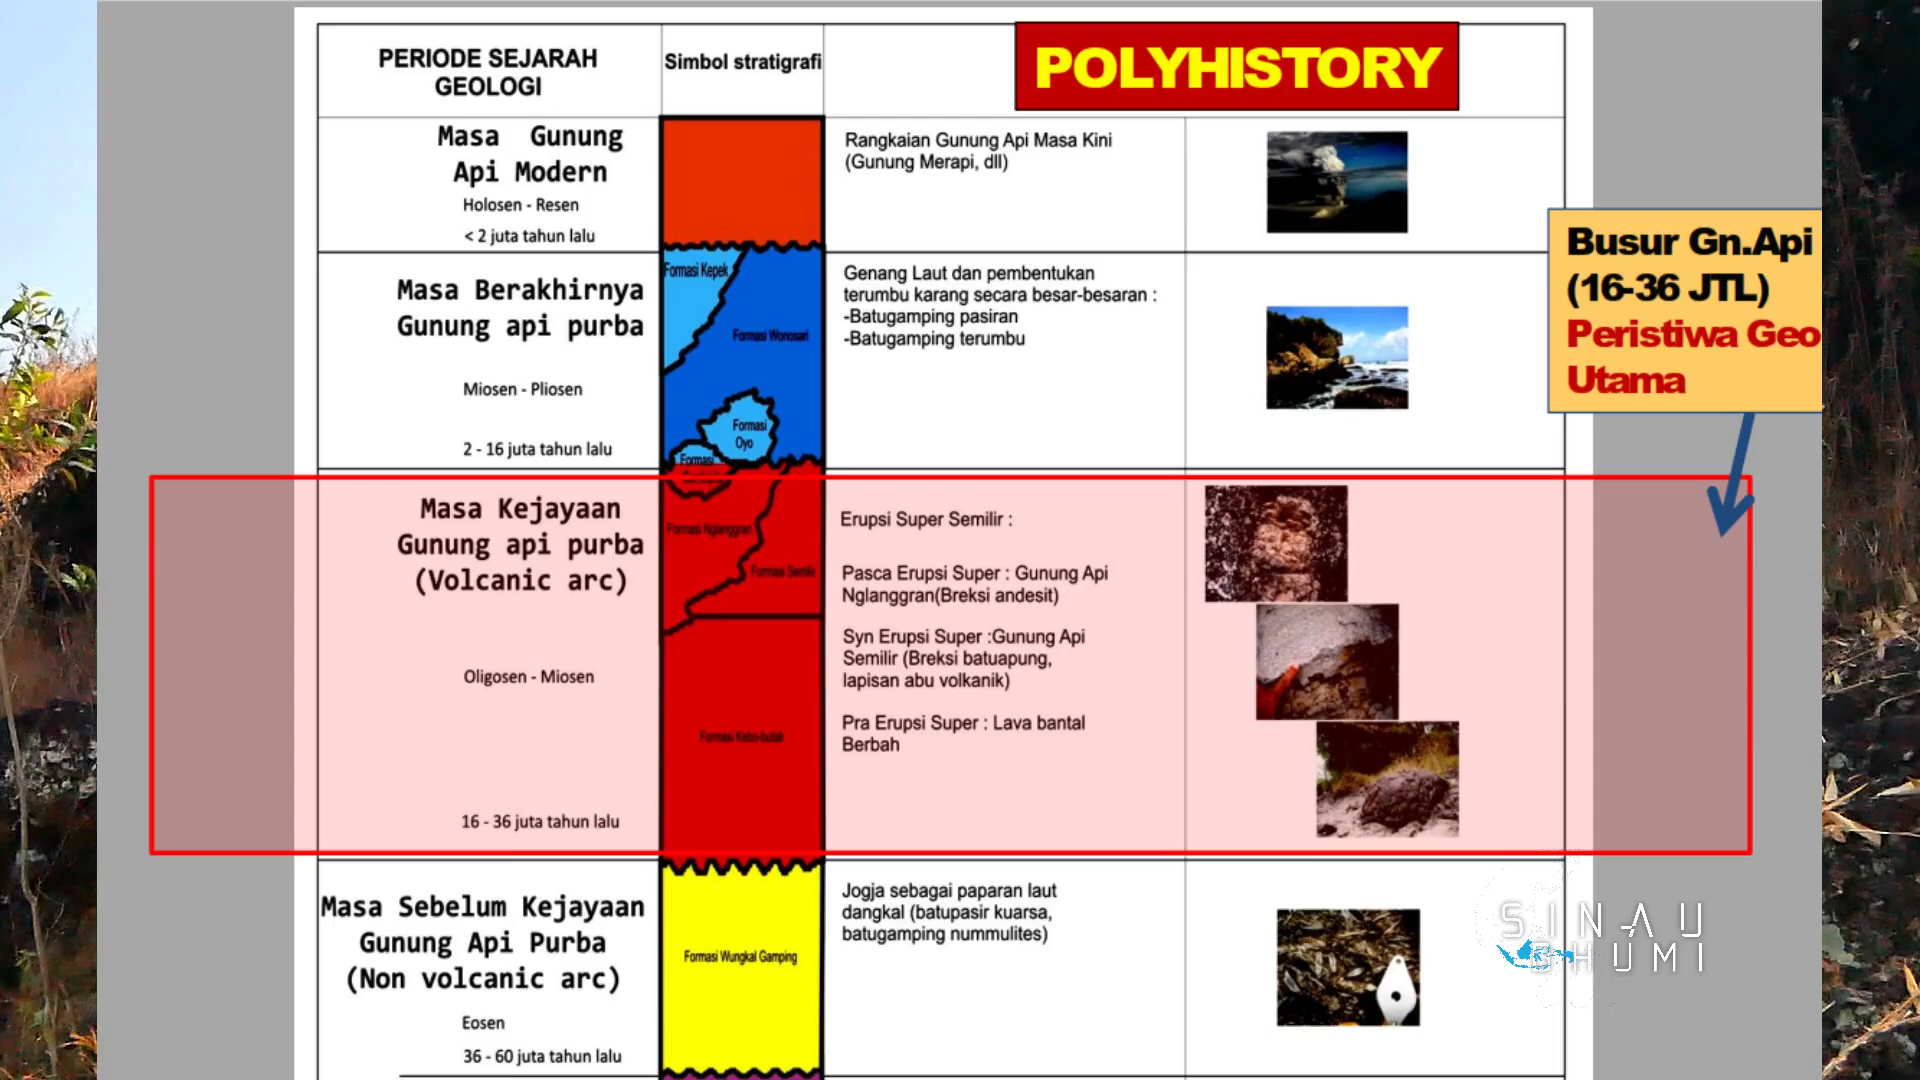 PERIODE SEJARAH
GEOLOGI
Simbol stratigrafi
POLYHISTORY
Masa Gunung
Api Modern
Holosen - Resen
< 2 juta tahun lalu
Rangkaian Gunung Api Masa Kini
(Gunung Merapi, dll)
Busur Gn.Api
(16-36 JTL)
Peristiwa Geo
Utama
Masa Berakhirnya
Gunung api purba
Miosen - Pliosen
2 - 16 juta tahun lalu
Formasi Kepek
Formasi Wonosari
Formasi
Oyo
Formasi
Genang Laut dan pembentukan
terumbu karang secara besar-besaran :
-Batugamping pasiran
-Batugamping terumbu
Masa Kejayaan
Gunung api purba
(Volcanic arc)
Oligosen - Miosen
16 - 36 juta tahun lalu
Formasi Nglanggran
Formasi Semilir
Formasi Kebo-butak
Erupsi Super Semilir :
Pasca Erupsi Super : Gunung Api
Nglanggran(Breksi andesit)
Syn Erupsi Super :Gunung Api
Semilir (Breksi batuapung,
lapisan abu volkanik)
Pra Erupsi Super : Lava bantal
Berbah
Masa Sebelum Kejayaan
Gunung Api Purba
(Non volcanic arc)
Eosen
36 - 60 juta tahun lalu
Formasi Wungkal Gamping
Jogja sebagai paparan laut
dangkal (batupasir kuarsa,
batugamping nummulites)
SINAU
BHUMI